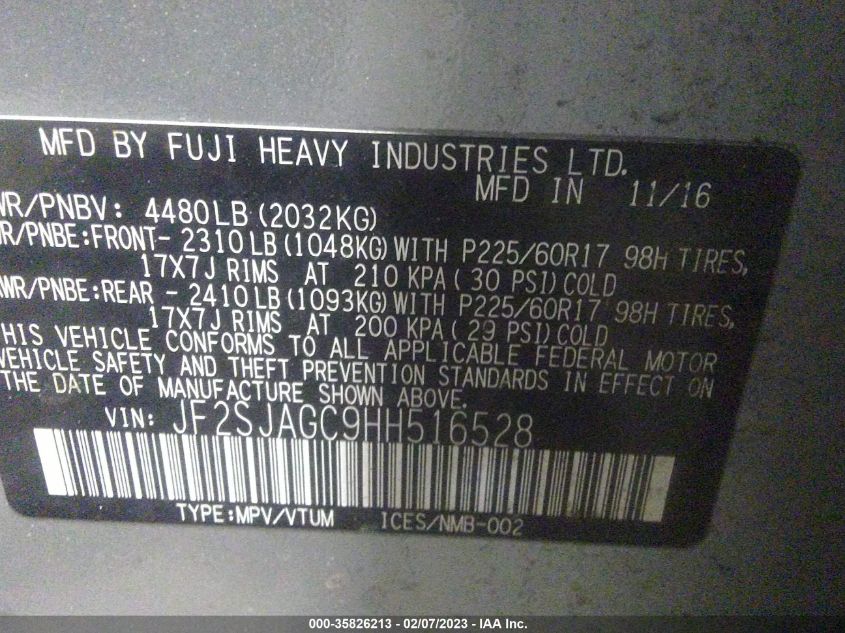 MFD BY FUJI HEAVY INDUSTRIES LTD.
MFD IN 11/16
WR/PNBV: 4480LB (2032KG)
R/PNBE:FRONT- 2310LB (1048KG) WITH P225/60R17 98H TIRES,
17X7J RIMS AT 210 KPA (30 PSI) COLD
WR/PNBE:REAR - 2410LB (1093KG) WITH P225/60R17 98H TIRES,
17X7J RIMS AT 200 KPA (29 PSI) COLD
HIS VEHICLE CONFORMS TO ALL APPLICABLE FEDERAL MOTOR
VEHICLE SAFETY AND THEFT PREVENTION STANDARDS IN EFFECT ON
THE DATE OF MANUFACTURE SHOWN ABOVE.
VIN: JF2SJAGC9HH516528
TYPE:MPV/VTUM ICES/NMB-002
000-35826213 - 02/07/2023 - IAA Inc.